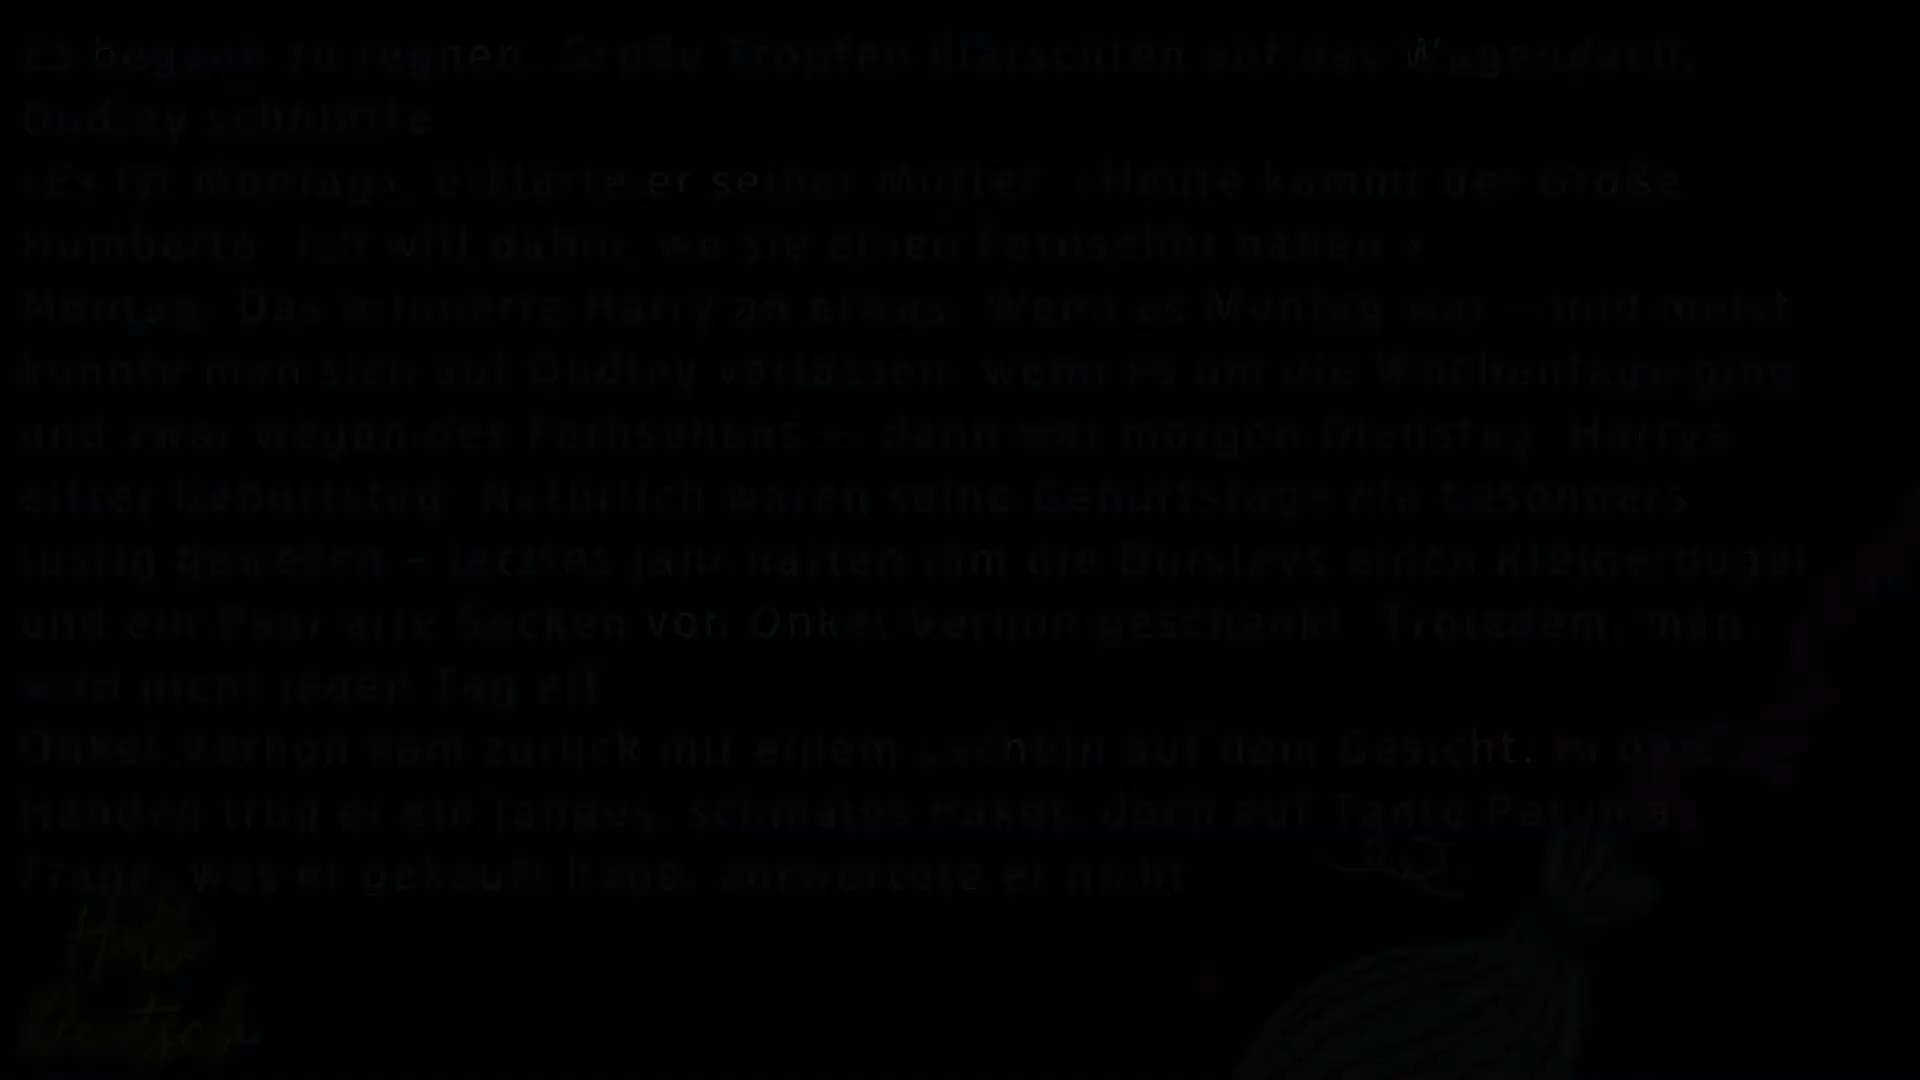 Es begann zu regnen. Große Tropfen klatschten auf das Wagendach.
Dudley schniefte.
«Es ist Montag», erklärte er seiner Mutter. «Heute kommt der Große
Humberto. Ich will dahin, wo sie einen Fernseher haben.»
Montag. Das erinnerte Harry an etwas. Wenn es Montag war – und meist
konnte man sich auf Dudley verlassen, wenn es um die Wochentage ging,
und zwar wegen des Fernsehens –, dann war morgen Dienstag, Harrys
elfter Geburtstag. Natürlich waren seine Geburtstage nie besonders
lustig gewesen – letztes Jahr hatten ihm die Dursleys einen Kleiderbügel
und ein Paar alte Socken von Onkel Vernon geschenkt. Trotzdem, man
wird nicht jeden Tag elf.
Onkel Vernon kam zurück mit einem Lächeln auf dem Gesicht. In den
Händen trug er ein langes, schmales Paket, doch auf Tante Petunias
Frage, was er gekauft habe, antwortete er nicht.
Hallo
Deutsch